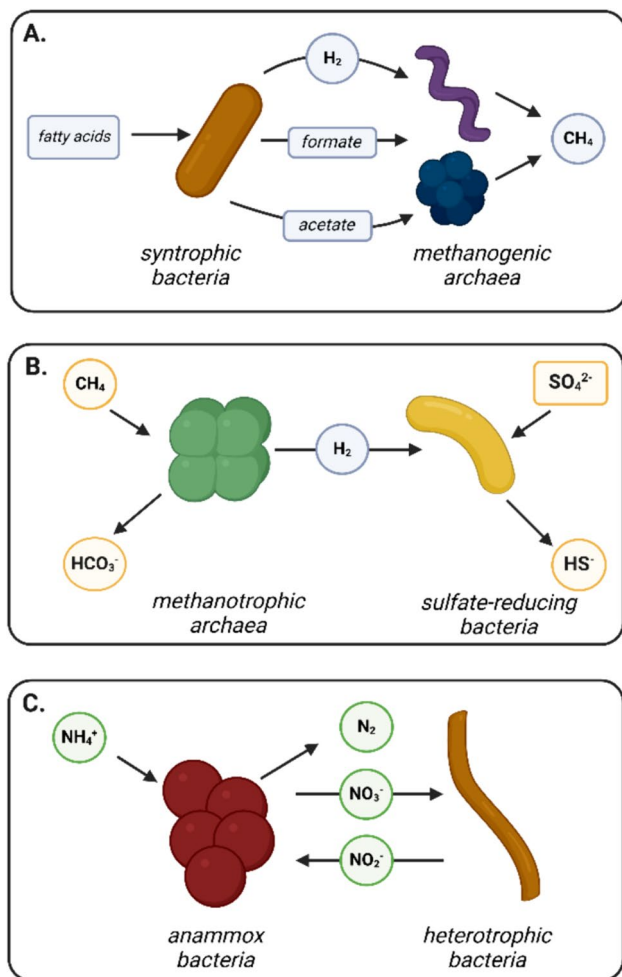 A.
H₂
fatty acids
formate
CH₄
acetate
syntrophic
bacteria
methanogenic
archaea
B.
CH₄
SO₄²⁻
H₂
HCO₃⁻
HS⁻
methanotrophic
archaea
sulfate-reducing
bacteria
C.
NH₄⁺
N₂
NO₃⁻
NO₂⁻
anammox
bacteria
heterotrophic
bacteria